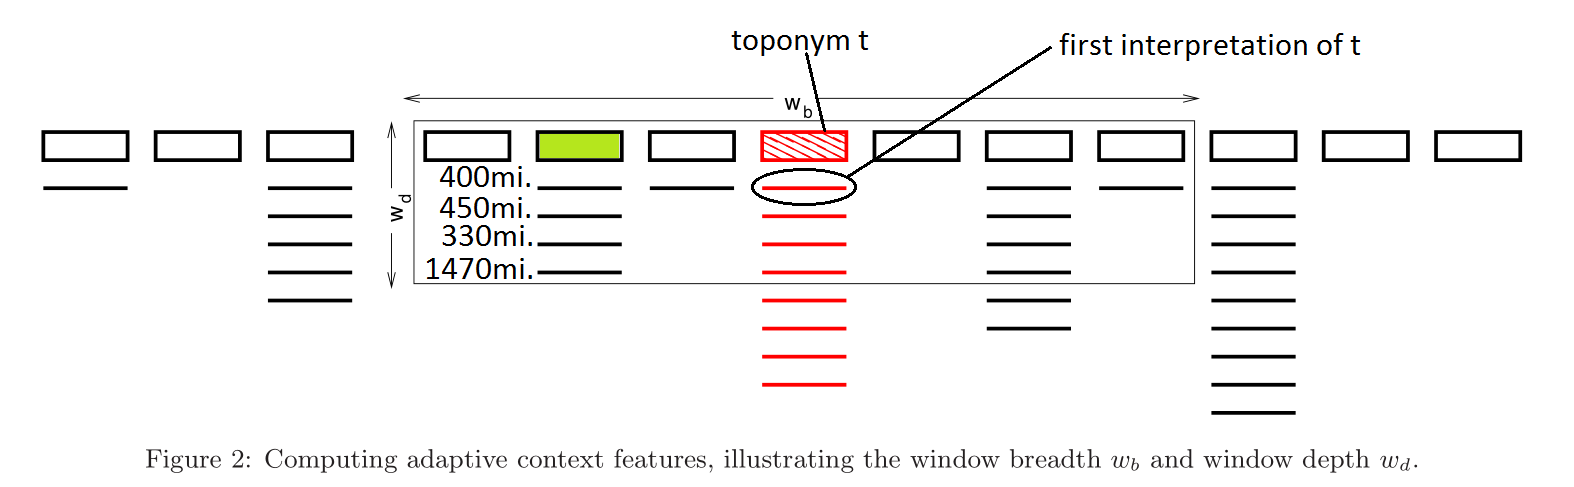 toponym t
first interpretation of t
w_b
w_d
400mi.
450mi.
330mi.
1470mi.
Figure 2: Computing adaptive context features, illustrating the window breadth w_b and window depth w_d.